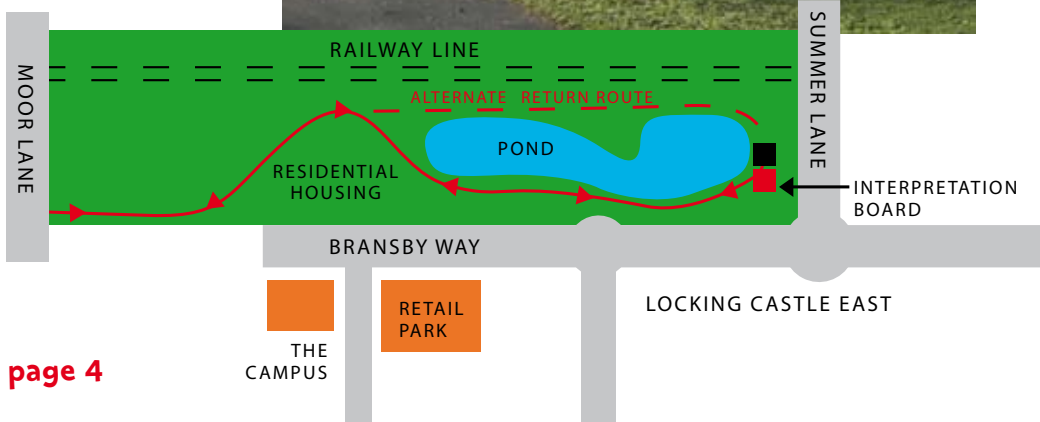 RAILWAY LINE
SUMMER LANE
MOOR LANE
ALTERNATE RETURN ROUTE
POND
RESIDENTIAL
HOUSING
INTERPRETATION
BOARD
BRANSBY WAY
LOCKING CASTLE EAST
RETAIL
PARK
THE
CAMPUS
page 4